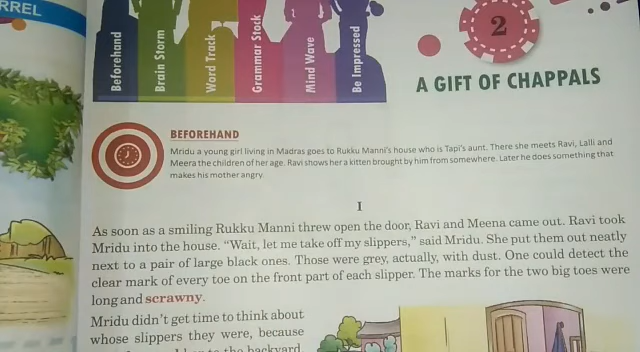 RREL
Beforehand
Brain Storm
Word Track
Grammar Stock
Mind Wave
Be Impressed
2
A GIFT OF CHAPPALS
BEFOREHAND
Mridu a young girl living in Madras goes to Rukku Manni's house who is Tapi's aunt. There she meets Ravi, Lalli and
Meera the children of her age. Ravi shows her a kitten brought by him from somewhere. Later he does something that
makes his mother angry.
I
As soon as a smiling Rukku Manni threw open the door, Ravi and Meena came out. Ravi took
Mridu into the house. "Wait, let me take off my slippers," said Mridu. She put them out neatly
next to a pair of large black ones. Those were grey, actually, with dust. One could detect the
clear mark of every toe on the front part of each slipper. The marks for the two big toes were
long and scrawny.
Mridu didn't get time to think about
whose slippers they were, because
the backyard